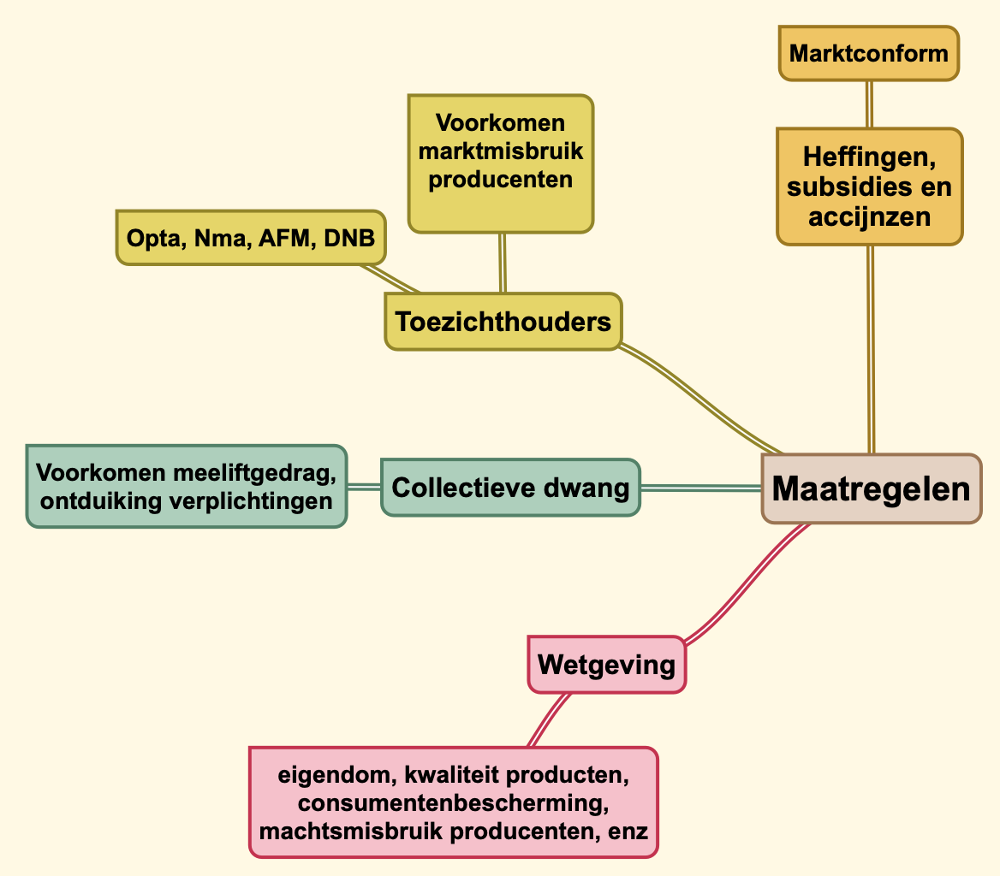 Marktconform
Heffingen,
subsidies en
accijnzen
Voorkomen
marktmisbruik
producenten
Opta, Nma, AFM, DNB
Toezichthouders
Voorkomen meeliftgedrag,
ontduiking verplichtingen
Collectieve dwang
Maatregelen
Wetgeving
eigendom, kwaliteit producten,
consumentenbescherming,
machtsmisbruik producenten, enz